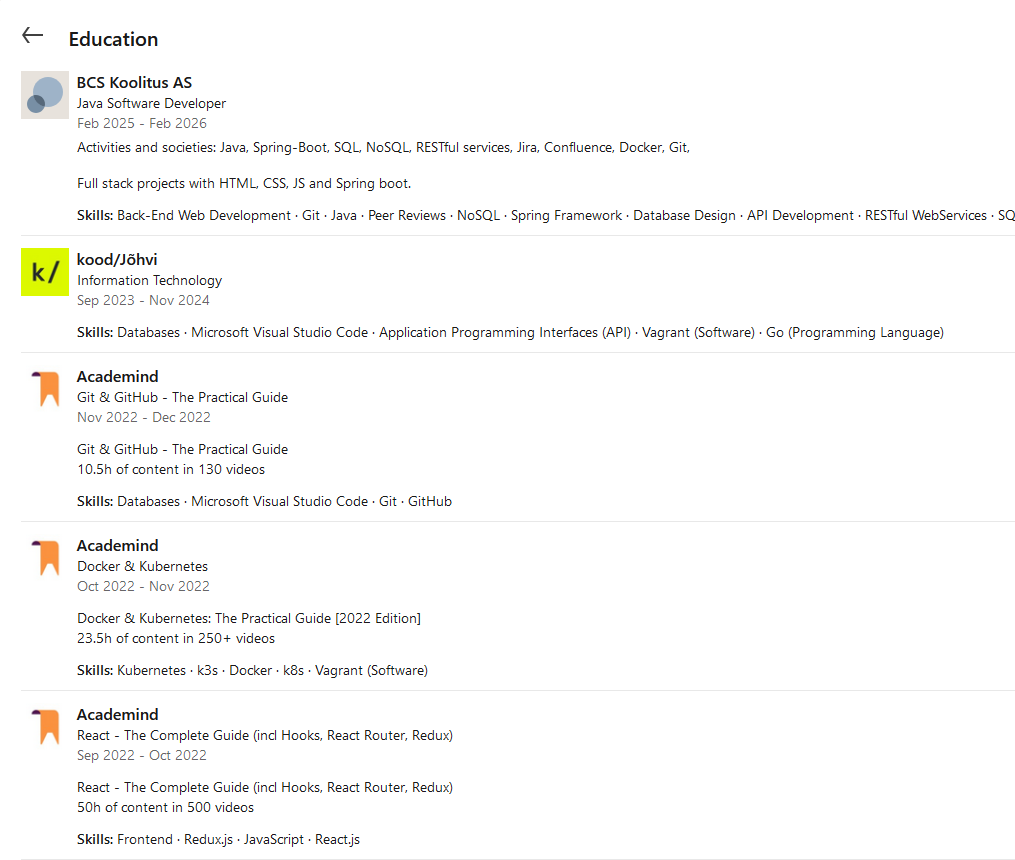 Education
BCS Koolitus AS
Java Software Developer
Feb 2025 - Feb 2026
Activities and societies: Java, Spring-Boot, SQL, NoSQL, RESTful services, Jira, Confluence, Docker, Git,
Full stack projects with HTML, CSS, JS and Spring boot.
Skills: Back-End Web Development · Git · Java · Peer Reviews · NoSQL · Spring Framework · Database Design · API Development · RESTful WebServices · SQ
k/
kood/Jõhvi
Information Technology
Sep 2023 - Nov 2024
Skills: Databases · Microsoft Visual Studio Code · Application Programming Interfaces (API) · Vagrant (Software) · Go (Programming Language)
Academind
Git & GitHub - The Practical Guide
Nov 2022 - Dec 2022
Git & GitHub - The Practical Guide
10.5h of content in 130 videos
Skills: Databases · Microsoft Visual Studio Code · Git · GitHub
Academind
Docker & Kubernetes
Oct 2022 - Nov 2022
Docker & Kubernetes: The Practical Guide [2022 Edition]
23.5h of content in 250+ videos
Skills: Kubernetes · k3s · Docker · k8s · Vagrant (Software)
Academind
React - The Complete Guide (incl Hooks, React Router, Redux)
Sep 2022 - Oct 2022
React - The Complete Guide (incl Hooks, React Router, Redux)
50h of content in 500 videos
Skills: Frontend · Redux.js · JavaScript · React.js